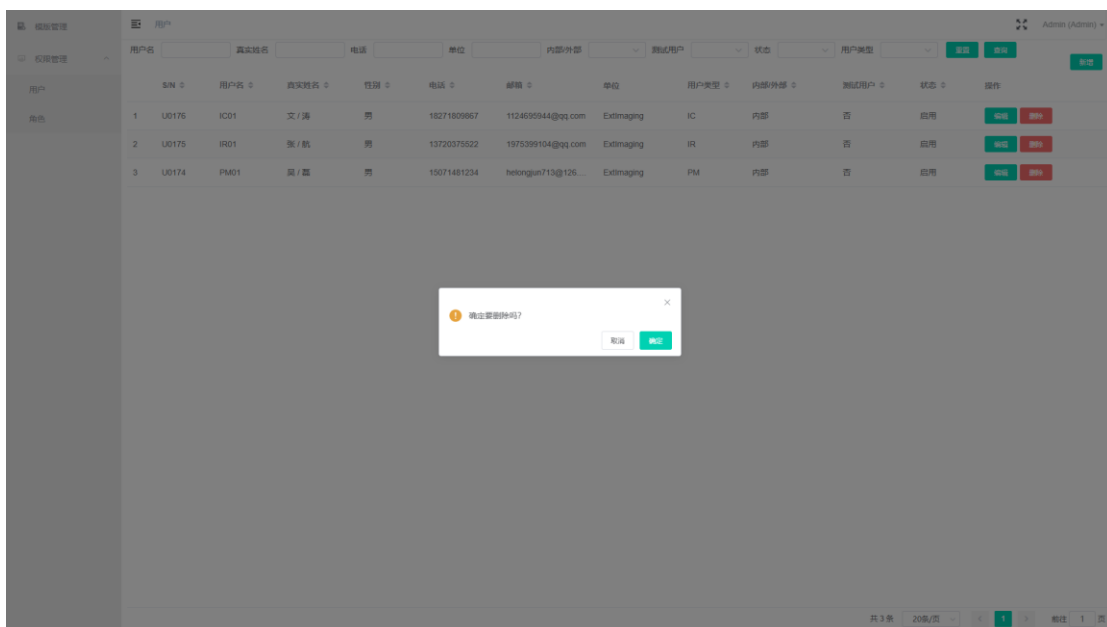 模板管理
用户
Admin (Admin)
权限管理
用户名 真实姓名 电话 单位 内部/外部 测试用户 状态 用户类型 重置 查询
新增
用户
角色
S/N 用户名 真实姓名 性别 电话 邮箱 单位 用户类型 内部/外部 测试用户 状态 操作
1 U0176 IC01 文 / 涛 男 18271809867 1124695944@qq.com ExtImaging IC 内部 否 启用 编辑 删除
2 U0175 IR01 张 / 帆 男 13720375522 1975399104@qq.com ExtImaging IR 内部 否 启用 编辑 删除
3 U0174 PM01 吴 / 磊 男 15071481234 helongjun713@126.... ExtImaging PM 内部 否 启用 编辑 删除
确定要删除吗?
取消 确定
共 3 条 20条/页 1 前往 1 页